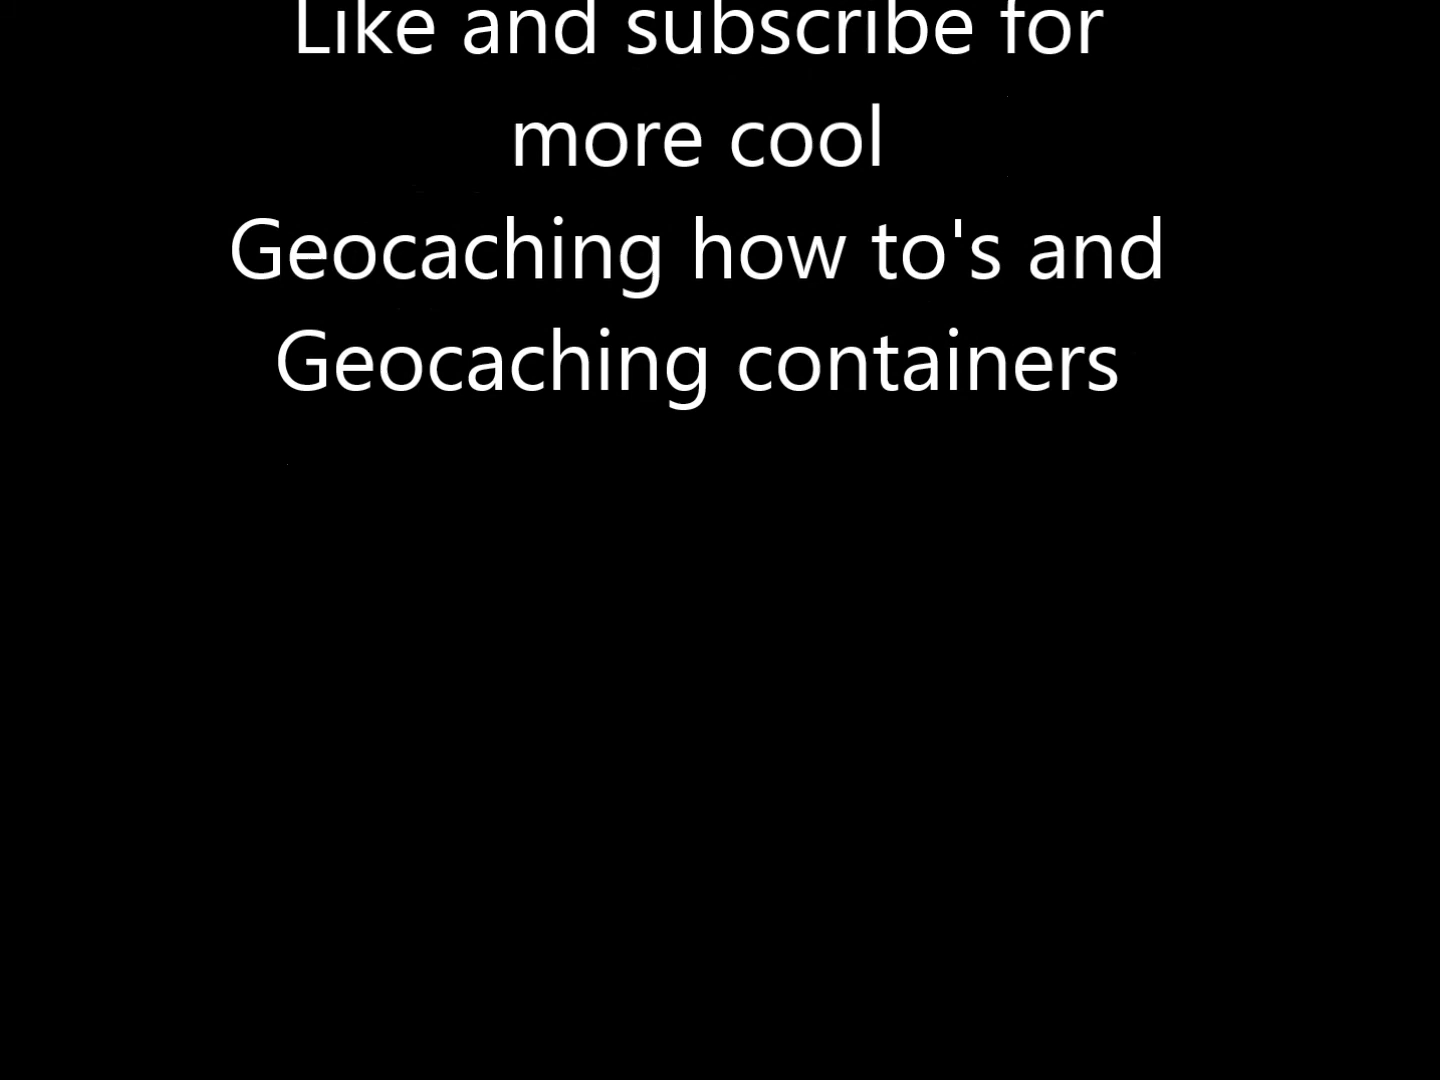 Like and subscribe for
more cool
Geocaching how to's and
Geocaching containers